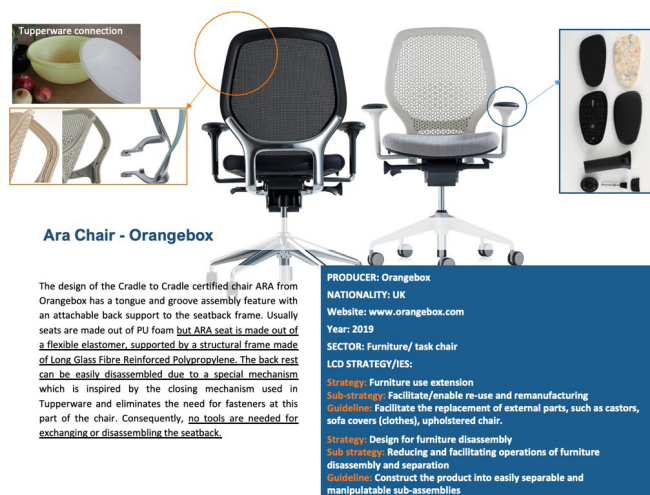 Tupperware connection
Ara Chair - Orangebox
The design of the Cradle to Cradle certified chair ARA from
Orangebox has a tongue and groove assembly feature with
an attachable back support to the seatback frame. Usually
seats are made out of PU foam but ARA seat is made out of
a flexible elastomer, supported by a structural frame made
of Long Glass Fibre Reinforced Polypropylene. The back rest
can be easily disassembled due to a special mechanism
which is inspired by the closing mechanism used in
Tupperware and eliminates the need for fasteners at this
part of the chair. Consequently, no tools are needed for
exchanging or disassembling the seatback.
PRODUCER: Orangebox
NATIONALITY: UK
Website: www.orangebox.com
Year: 2019
SECTOR: Furniture/ task chair
LCD STRATEGY/IES:
Strategy: Furniture use extension
Sub-strategy: Facilitate/enable re-use and remanufacturing
Guideline: Facilitate the replacement of external parts, such as castors,
sofa covers (clothes), upholstered chair.
Strategy: Design for furniture disassembly
Sub strategy: Reducing and facilitating operations of furniture
disassembly and separation
Guideline: Construct the product into easily separable and
manipulatable sub-assemblies